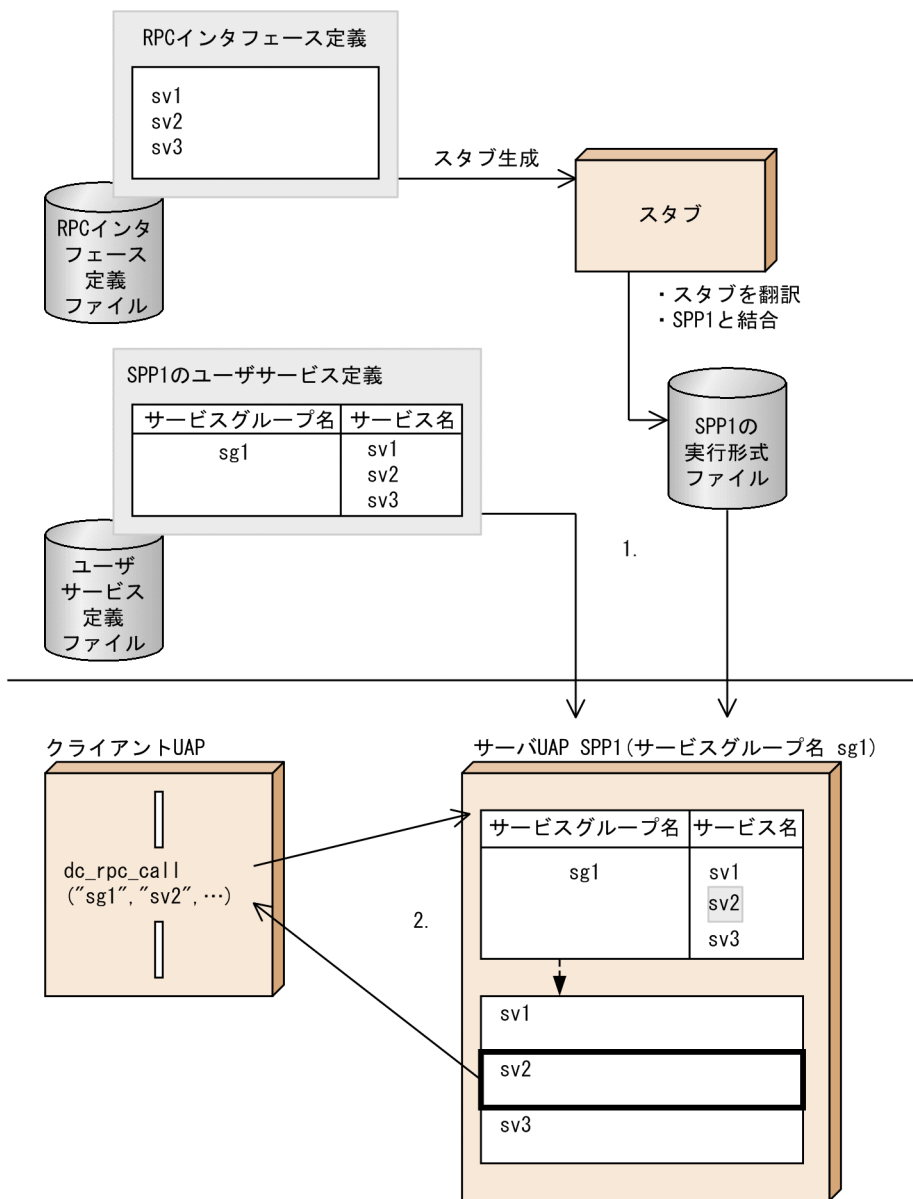 RPCインタフェース定義
sv1
sv2
sv3
スタブ生成
スタブ
RPCインタ
フェース
定義
ファイル
・スタブを翻訳
・SPP1と結合
SPP1のユーザサービス定義
サービスグループ名 サービス名
sg1 sv1
sv2
sv3
SPP1の
実行形式
ファイル
1.
ユーザ
サービス
定義
ファイル
クライアントUAP
dc_rpc_call
("sg1","sv2",…)
2.
サーバUAP SPP1(サービスグループ名 sg1)
サービスグループ名 サービス名
sg1 sv1
sv2
sv3
sv1
sv2
sv3